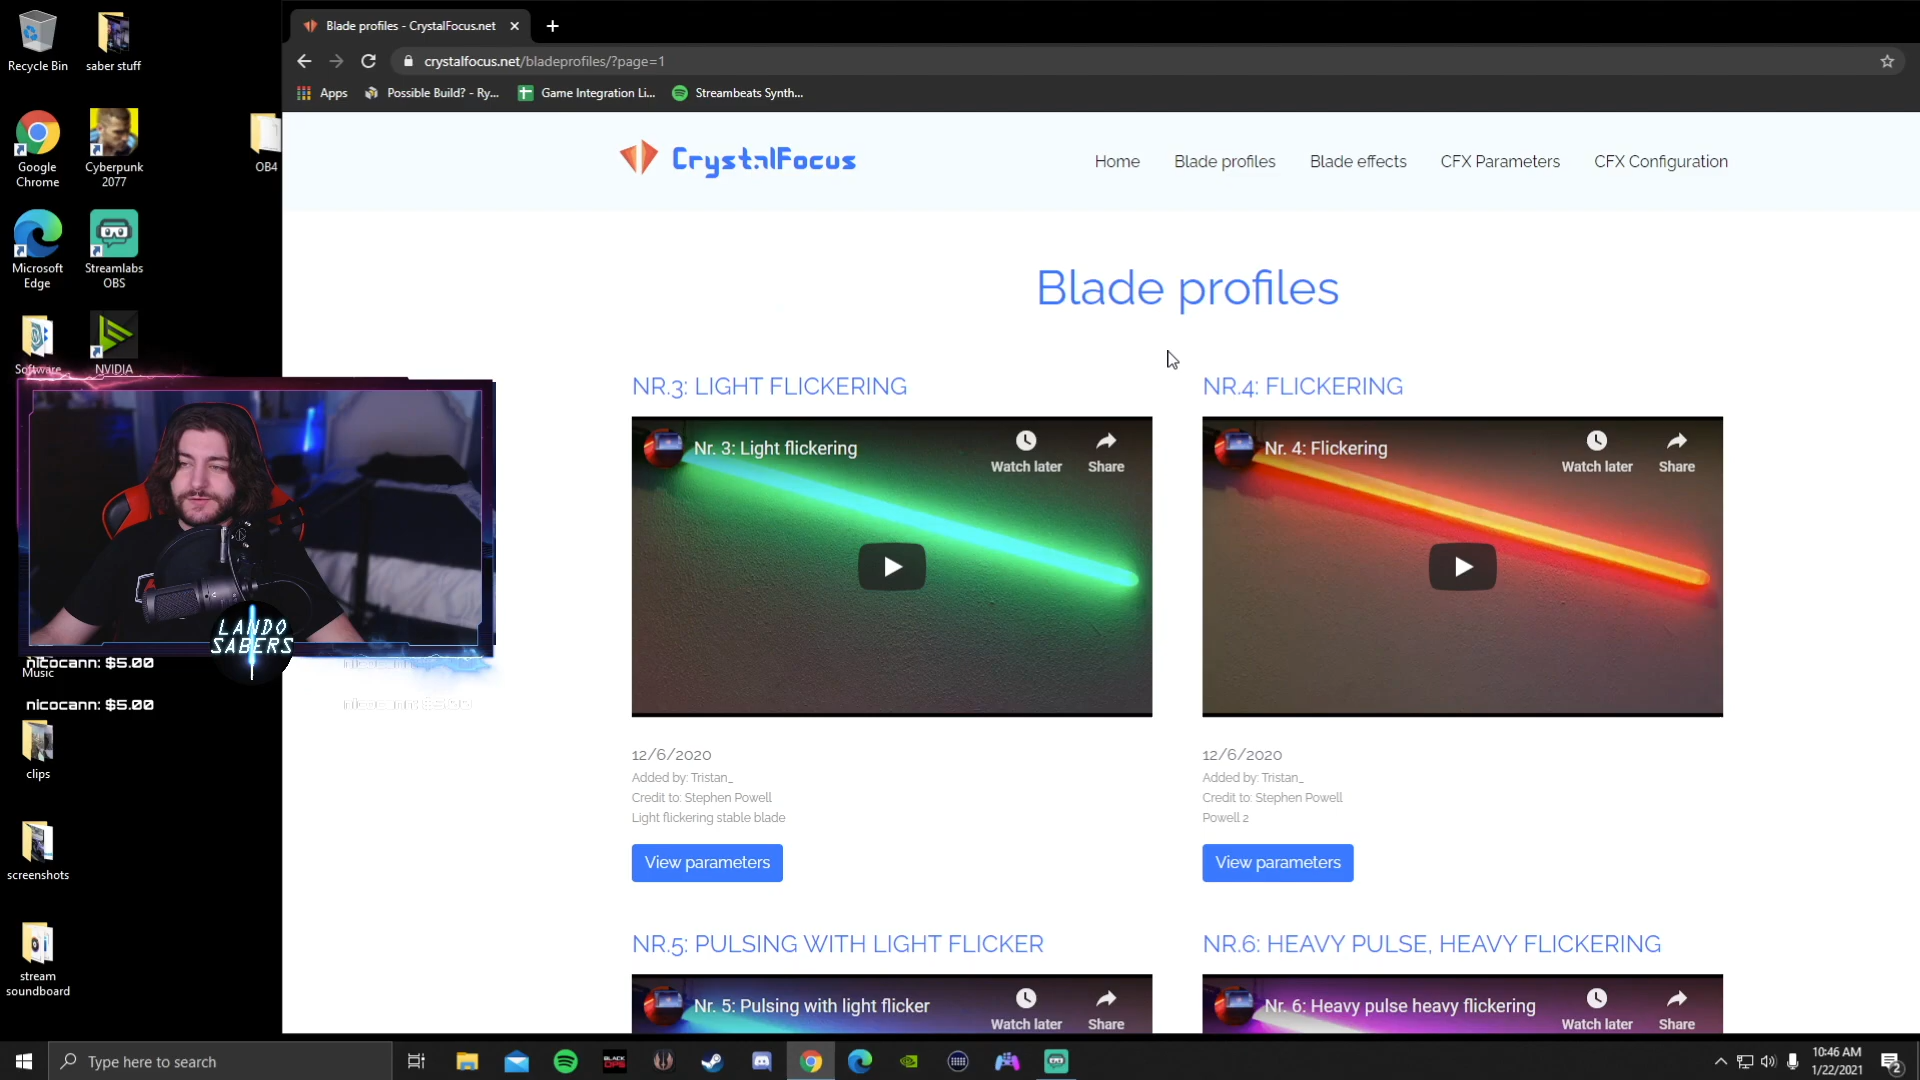 Recycle Bin
saber stuff
Google
Chrome
Cyberpunk
2077
OB4
Microsoft
Edge
Streamlabs
OBS
Software
NVIDIA
LANDO
SABERS
nicocann: $5.00
Music
nicocann: $5.00
nicocann: $5.00
clips
screenshots
stream
soundboard
Blade profiles - CrystalFocus.net
crystalfocus.net/bladeprofiles/?page=1
Apps
Possible Build? - Ry...
Game Integration Li...
Streambeats Synth...
CrystalFocus
Home
Blade profiles
Blade effects
CFX Parameters
CFX Configuration
Blade profiles
NR.3: LIGHT FLICKERING
Nr. 3: Light flickering
Watch later
Share
12/6/2020
Added by: Tristan_
Credit to: Stephen Powell
Light flickering stable blade
View parameters
NR.4: FLICKERING
Nr. 4: Flickering
Watch later
Share
12/6/2020
Added by: Tristan_
Credit to: Stephen Powell
Powell 2
View parameters
NR.5: PULSING WITH LIGHT FLICKER
Nr. 5: Pulsing with light flicker
Watch later
Share
NR.6: HEAVY PULSE, HEAVY FLICKERING
Nr. 6: Heavy pulse heavy flickering
Watch later
Share
Type here to search
BLACK
OPS
10:46 AM
1/22/2021
2